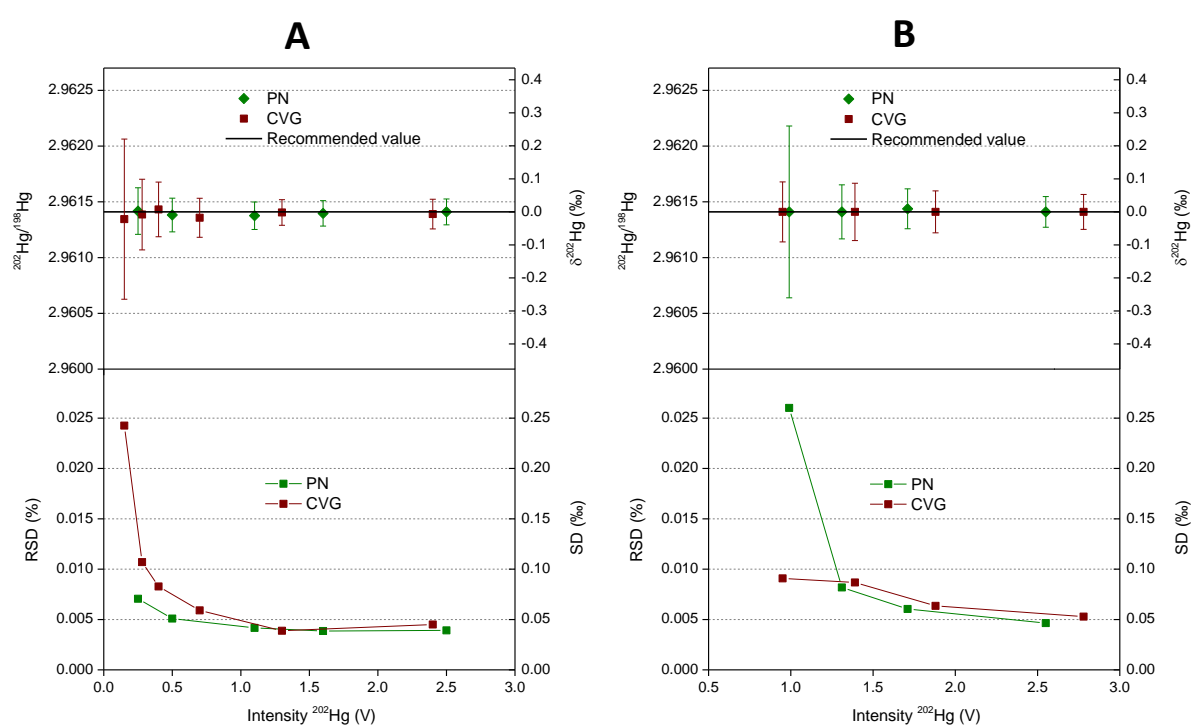 A
2.9625
2.9620
2.9615
2.9610
2.9605
2.9600
²⁰²Hg/¹⁹⁸Hg
PN
CVG
Recommended value
0.4
0.3
0.2
0.1
0.0
-0.1
-0.2
-0.3
-0.4
δ²⁰²Hg (‰)
0.025
0.020
0.015
0.010
0.005
0.000
RSD (%)
PN
CVG
0.25
0.20
0.15
0.10
0.05
0.00
SD (‰)
0.0 0.5 1.0 1.5 2.0 2.5 3.0
Intensity ²⁰²Hg (V)
B
2.9625
2.9620
2.9615
2.9610
2.9605
2.9600
²⁰²Hg/¹⁹⁸Hg
PN
CVG
Recommended value
0.4
0.3
0.2
0.1
0.0
-0.1
-0.2
-0.3
-0.4
δ²⁰²Hg (‰)
0.025
0.020
0.015
0.010
0.005
0.000
RSD (%)
PN
CVG
0.25
0.20
0.15
0.10
0.05
0.00
SD (‰)
0.5 1.0 1.5 2.0 2.5 3.0
Intensity ²⁰²Hg (V)